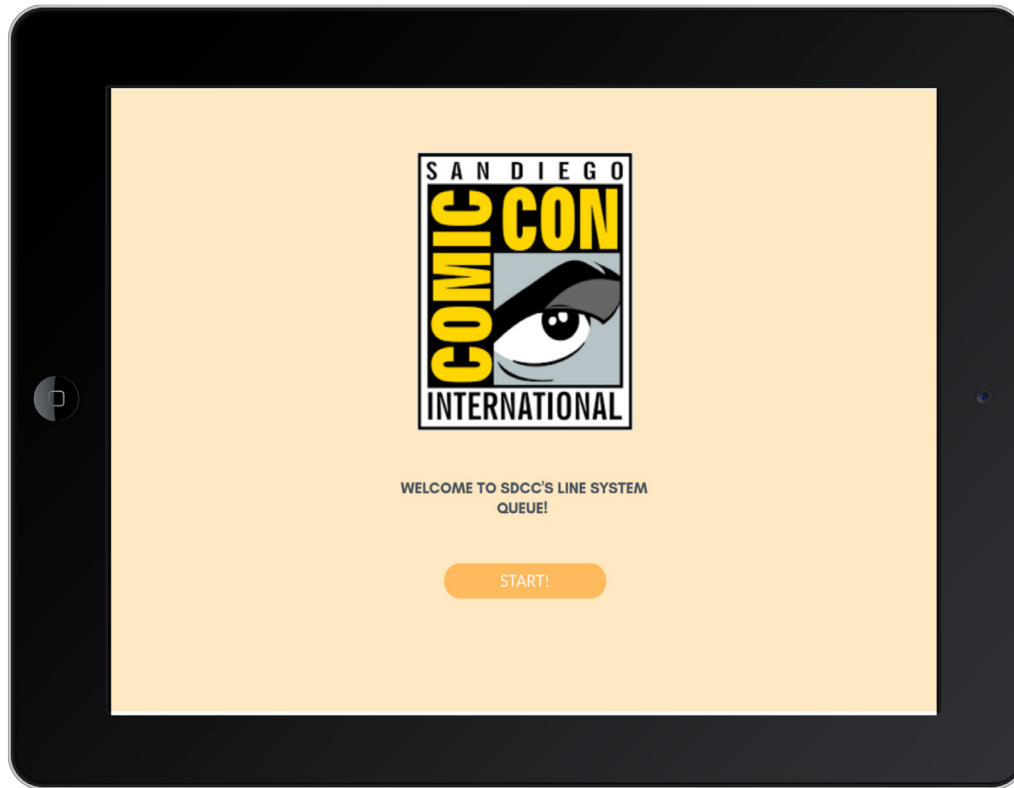 SAN DIEGO
COMIC CON
INTERNATIONAL
WELCOME TO SDCC'S LINE SYSTEM
QUEUE!
START!